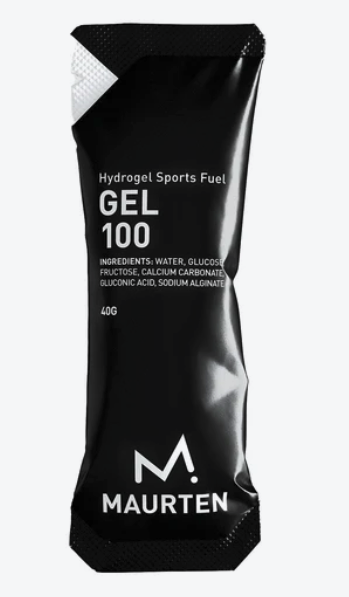 Hydrogel Sports Fuel
GEL
100
INGREDIENTS: WATER, GLUCOSE
FRUCTOSE, CALCIUM CARBONATE
GLUCONIC ACID, SODIUM ALGINATE
40G
MAURTEN